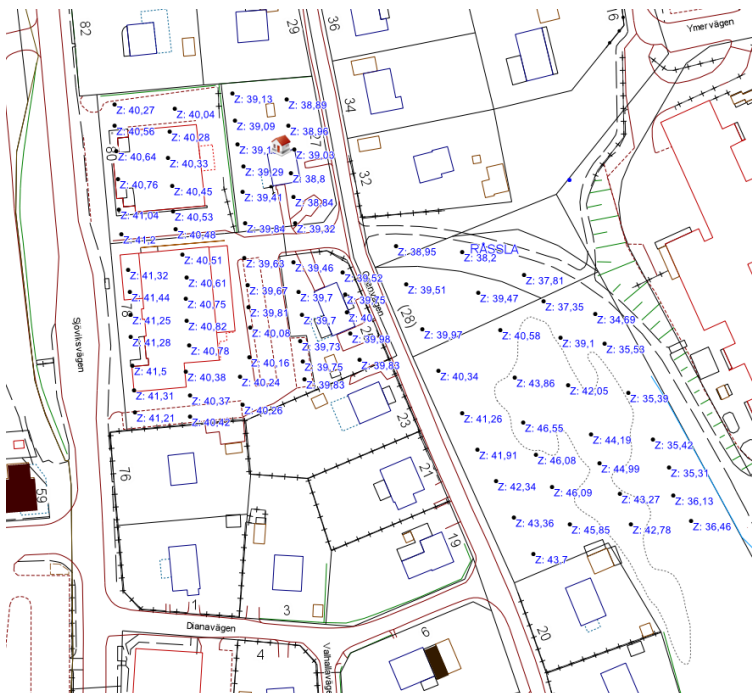 82
29
36
16
Ymervägen
Z: 39,13
Z: 38,89
Z: 40,27
Z: 40,04
34
Z: 40,56
Z: 39,09
Z: 38,96
Z: 40,28
27
80
Z: 40,64
Z: 40,33
Z: 39,03
Z: 39,29
Z: 38,8
32
Z: 40,76
Z: 40,45
Z: 39,41
Z: 38,84
Z: 41,04
Z: 40,53
Z: 39,84
Z: 39,32
Z: 41,2
Z: 40,48
RÅSSLA
Z: 38,95
Z: 38,2
Z: 40,51
Z: 39,63
Z: 39,46
Z: 39,52
Z: 37,81
Z: 41,32
Z: 40,61
Z: 39,67
Z: 39,7
Z: 39,51
Z: 39,47
Z: 37,35
78
Z: 41,44
Z: 40,75
Z: 39,81
(28)
Z: 34,69
Z: 41,25
Z: 40,82
Z: 40,08
Z: 39,97
Z: 40,58
Z: 39,1
Z: 35,53
Sjöviksvägen
Z: 41,28
Z: 40,78
Z: 39,73
Z: 39,98
Z: 41,5
Z: 40,38
Z: 40,16
Z: 39,75
Z: 39,83
Z: 40,34
Z: 43,86
Z: 42,05
Z: 35,39
Z: 41,31
Z: 40,37
Z: 40,24
Z: 39,83
Z: 41,21
Z: 40,42
Z: 40,26
23
Z: 41,26
Z: 46,55
Z: 44,19
Z: 35,42
76
21
Z: 41,91
Z: 46,08
Z: 44,99
Z: 35,31
59
Z: 42,34
Z: 46,09
Z: 43,27
Z: 36,13
19
Z: 43,36
Z: 45,85
Z: 42,78
Z: 36,46
Z: 43,7
1
3
Dianavägen
4
Valhallaväg
6
20